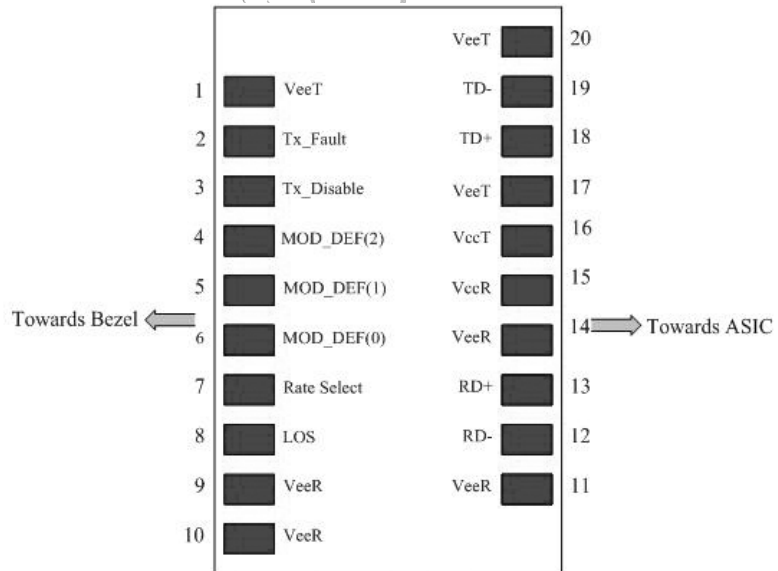 VeeT 20
1 VeeT TD- 19
2 Tx_Fault TD+ 18
3 Tx_Disable VeeT 17
4 MOD_DEF(2) VccT 16
5 MOD_DEF(1) VccR 15
Towards Bezel 6 MOD_DEF(0) VeeR 14 Towards ASIC
7 Rate Select RD+ 13
8 LOS RD- 12
9 VeeR VeeR 11
10 VeeR